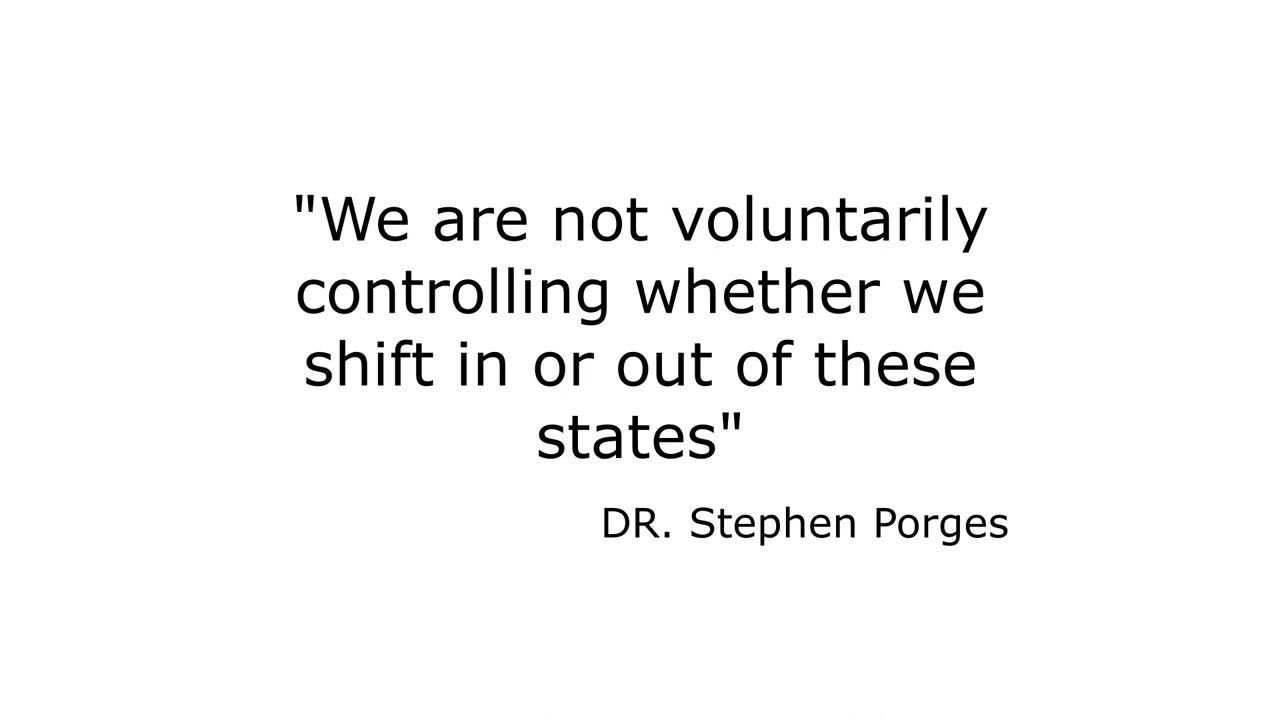 "We are not voluntarily
controlling whether we
shift in or out of these
states"
DR. Stephen Porges